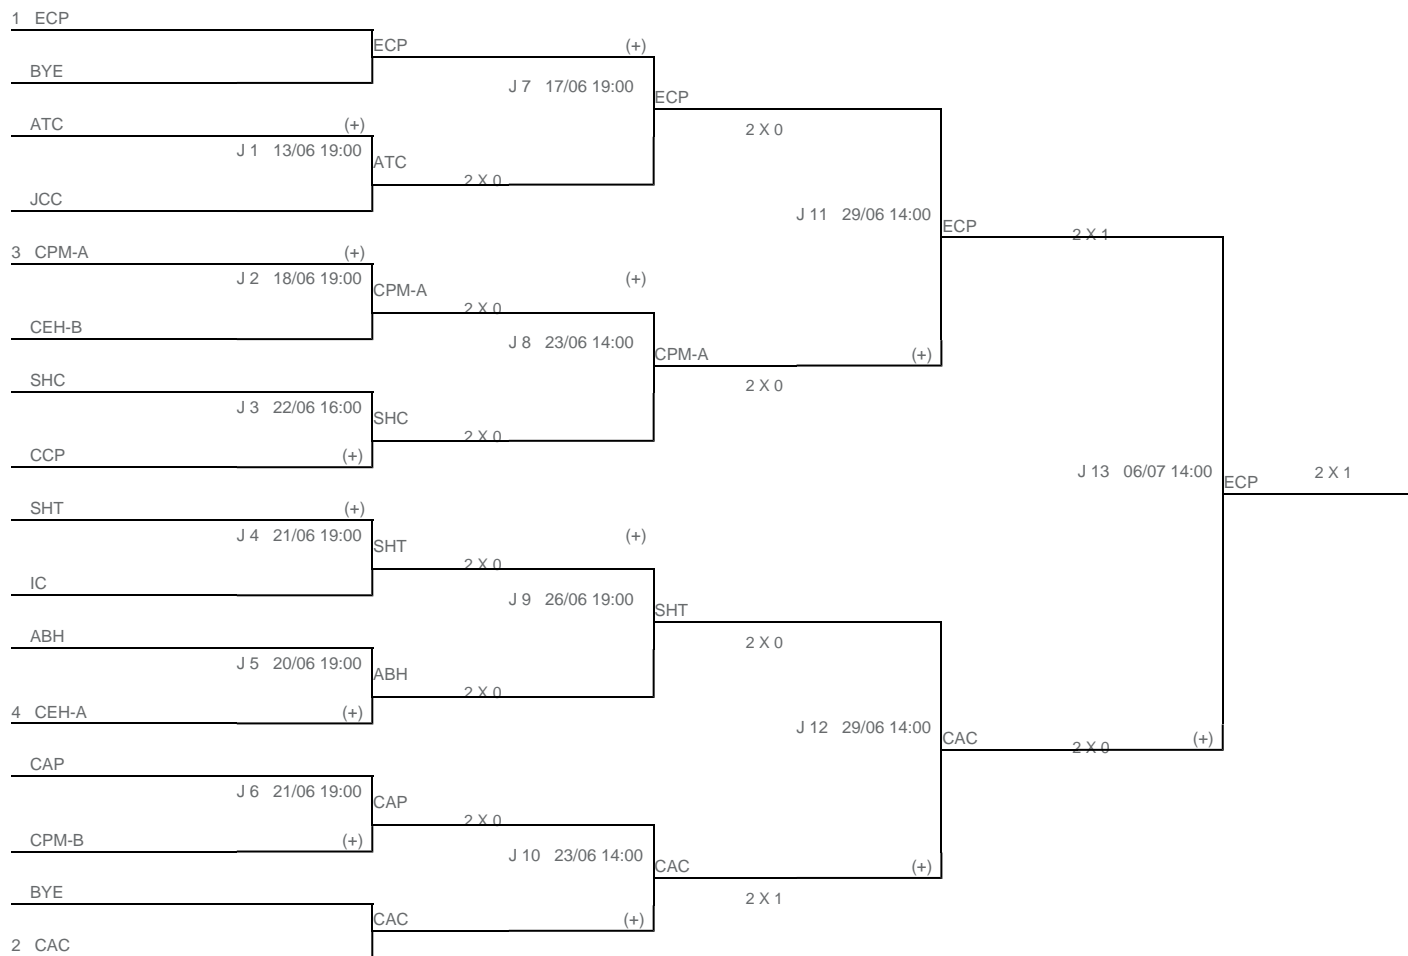 1 ECP
ECP (+)
BYE
J 7 17/06 19:00
ECP
ATC (+)
2 X 0
J 1 13/06 19:00
ATC
2 X 0
JCC
J 11 29/06 14:00
ECP
2 X 1
3 CPM-A (+)
J 2 18/06 19:00
(+)
CPM-A
2 X 0
CEH-B
J 8 23/06 14:00
CPM-A (+)
SHC
2 X 0
J 3 22/06 16:00
SHC
2 X 0
CCP (+)
J 13 06/07 14:00
2 X 1
ECP
SHT (+)
J 4 21/06 19:00
(+)
SHT
2 X 0
IC
J 9 26/06 19:00
SHT
ABH
2 X 0
J 5 20/06 19:00
ABH
2 X 0
4 CEH-A (+)
J 12 29/06 14:00
CAC
2 X 0
(+)
CAP
J 6 21/06 19:00
CAP
2 X 0
CPM-B (+)
J 10 23/06 14:00
CAC (+)
BYE
2 X 1
CAC (+)
2 CAC